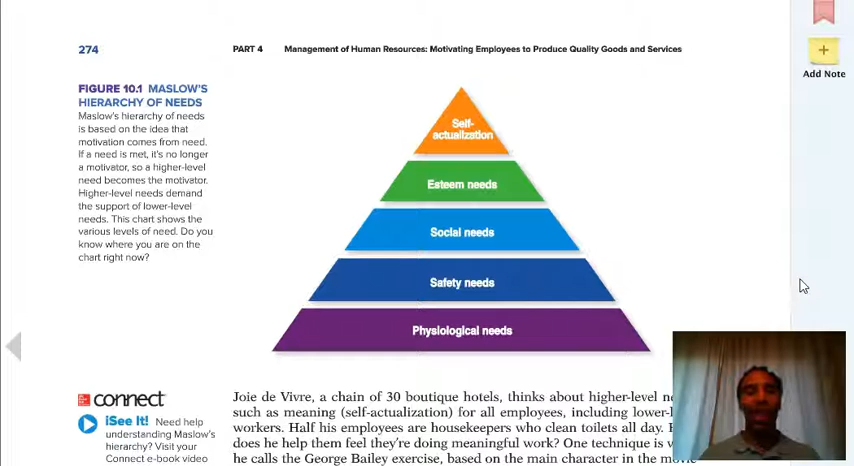 274
PART 4 Management of Human Resources: Motivating Employees to Produce Quality Goods and Services
Add Note
FIGURE 10.1 MASLOW'S
HIERARCHY OF NEEDS
Maslow's hierarchy of needs
is based on the idea that
motivation comes from need.
If a need is met, it's no longer
a motivator, so a higher-level
need becomes the motivator.
Higher-level needs demand
the support of lower-level
needs. This chart shows the
various levels of need. Do you
know where you are on the
chart right now?
Self-
actualization
Esteem needs
Social needs
Safety needs
Physiological needs
connect
iSee It! Need help
understanding Maslow's
hierarchy? Visit your
Connect e-book video
Joie de Vivre, a chain of 30 boutique hotels, thinks about higher-level
such as meaning (self-actualization) for all employees, including
workers. Half his employees are housekeepers who clean toilets all day.
does he help them feel they're doing meaningful work? One technique is
he calls the George Bailey exercise, based on the main character in the